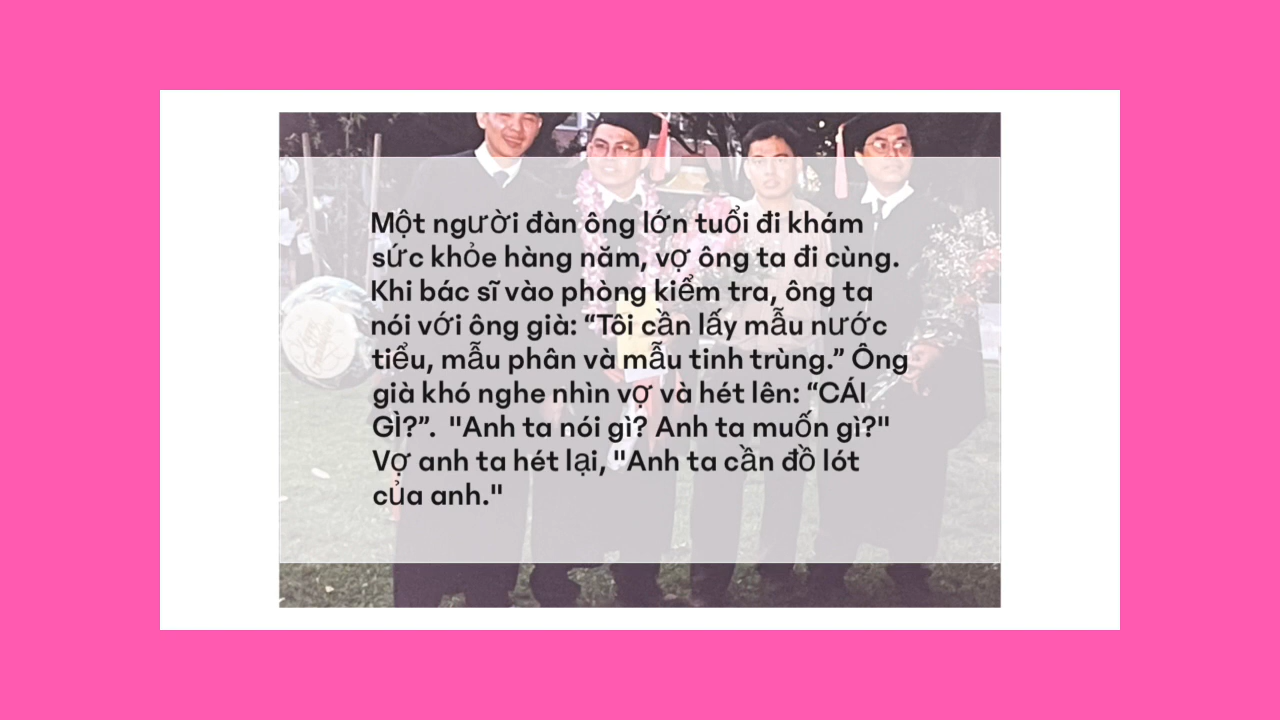 Một người đàn ông lớn tuổi đi khám
sức khỏe hàng năm, vợ ông ta đi cùng.
Khi bác sĩ vào phòng kiểm tra, ông ta
nói với ông già: “Tôi cần lấy mẫu nước
tiểu, mẫu phân và mẫu tinh trùng.” Ông
già khó nghe nhìn vợ và hét lên: “CÁI
GÌ?”.  "Anh ta nói gì? Anh ta muốn gì?"
Vợ anh ta hét lại, "Anh ta cần đồ lót
của anh."